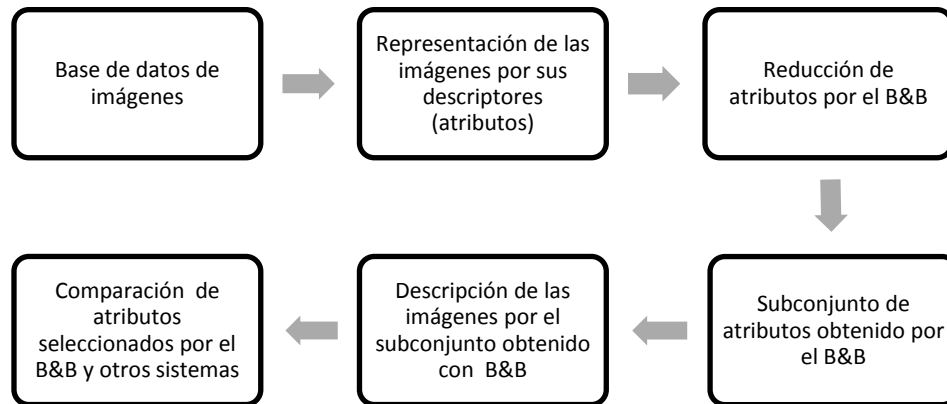 Base de datos de
imágenes
Representación de las
imágenes por sus
descriptores
(atributos)
Reducción de
atributos por el B&B
Subconjunto de
atributos obtenido por
el B&B
Descripción de las
imágenes por el
subconjunto obtenido
con B&B
Comparación de
atributos
seleccionados por el
B&B y otros sistemas